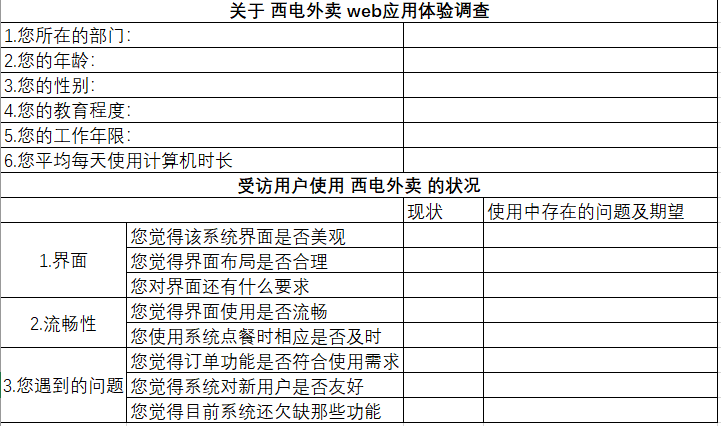 关于 西电外卖 web应用体验调查
1.您所在的部门：
2.您的年龄：
3.您的性别：
4.您的教育程度：
5.您的工作年限：
6.您平均每天使用计算机时长
受访用户使用 西电外卖 的状况
现状 使用中存在的问题及期望
1.界面
您觉得该系统界面是否美观
您觉得界面布局是否合理
您对界面还有什么要求
2.流畅性
您觉得界面使用是否流畅
您使用系统点餐时相应是否及时
3.您遇到的问题
您觉得订单功能是否符合使用需求
您觉得系统对新用户是否友好
您觉得目前系统还欠缺那些功能